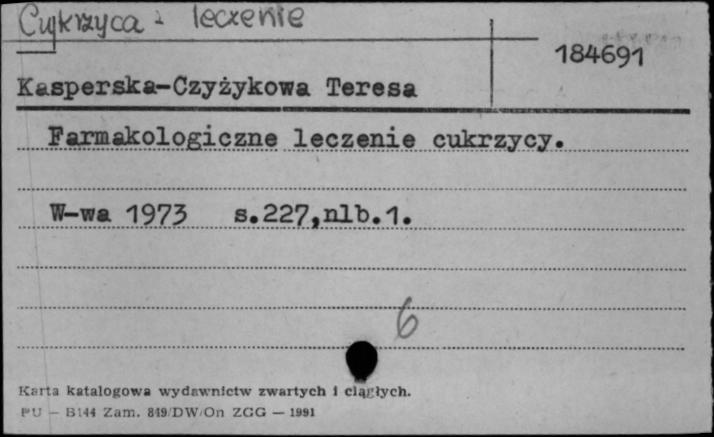 Cukrzyca - leczenie
184691
Kasperska-Czyżykowa Teresa
Farmakologiczne leczenie cukrzycy.
W-wa 1973 s.227,nlb.1.
6
Karta katalogowa wydawnictw zwartych i ciągłych.
PU — B144 Zam. 849/DW/On ZGG — 1991